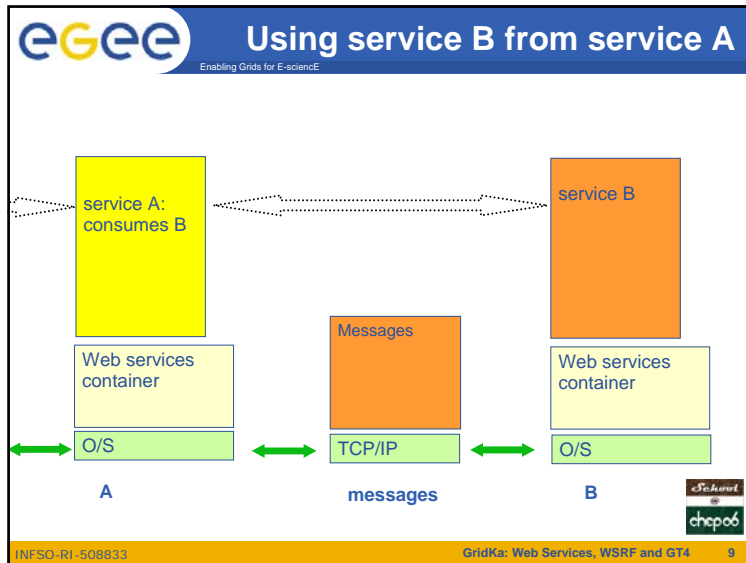 egee
Using service B from service A
Enabling Grids for E-sciencE
service A:
consumes B
service B
Messages
Web services
container
Web services
container
O/S
TCP/IP
O/S
A
messages
B
School
@
chep06
INFSO-RI-508833
GridKa: Web Services, WSRF and GT4 9